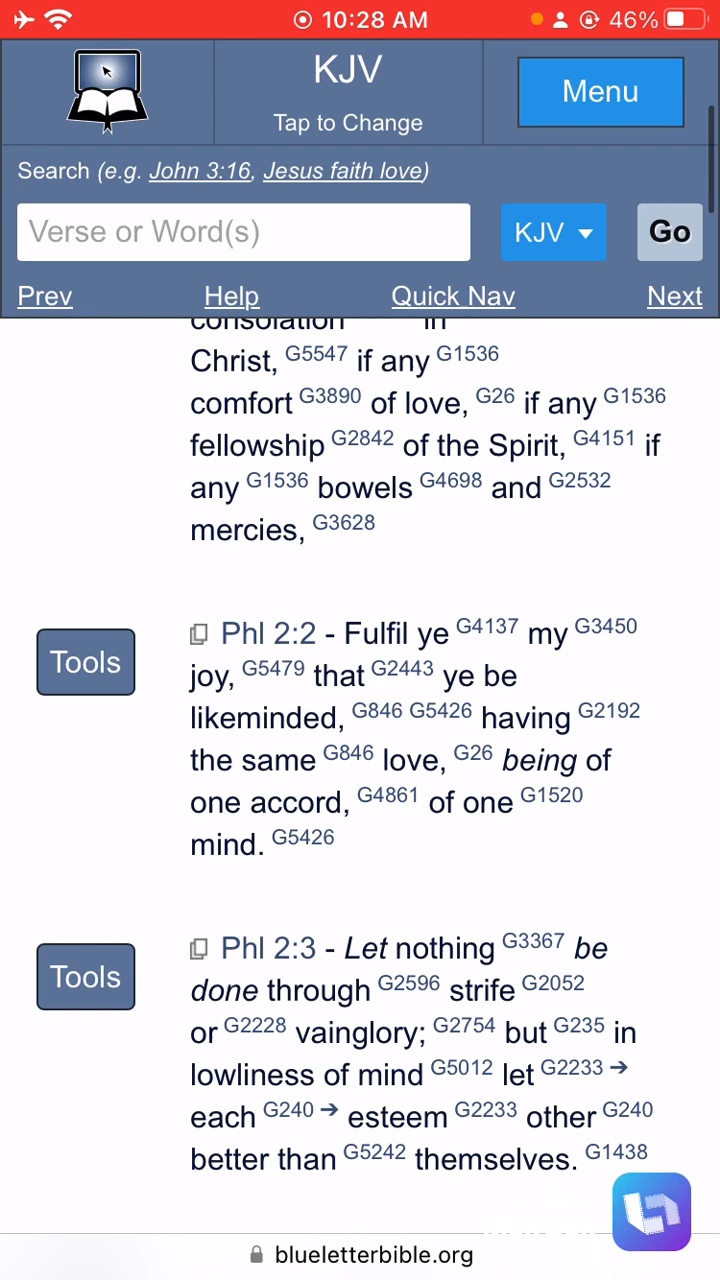 10:28 AM 46%
KJV
Tap to Change
Menu
Search (e.g. John 3:16, Jesus faith love)
Verse or Word(s)
KJV
Go
Prev Help Quick Nav Next
consolation in
Christ, G5547 if any G1536
comfort G3890 of love, G26 if any G1536
fellowship G2842 of the Spirit, G4151 if
any G1536 bowels G4698 and G2532
mercies, G3628
Tools
Phl 2:2 - Fulfil ye G4137 my G3450
joy, G5479 that G2443 ye be
likeminded, G846 G5426 having G2192
the same G846 love, G26 being of
one accord, G4861 of one G1520
mind. G5426
Tools
Phl 2:3 - Let nothing G3367 be
done through G2596 strife G2052
or G2228 vainglory; G2754 but G235 in
lowliness of mind G5012 let G2233 ➔
each G240 ➔ esteem G2233 other G240
better than G5242 themselves. G1438
blueletterbible.org